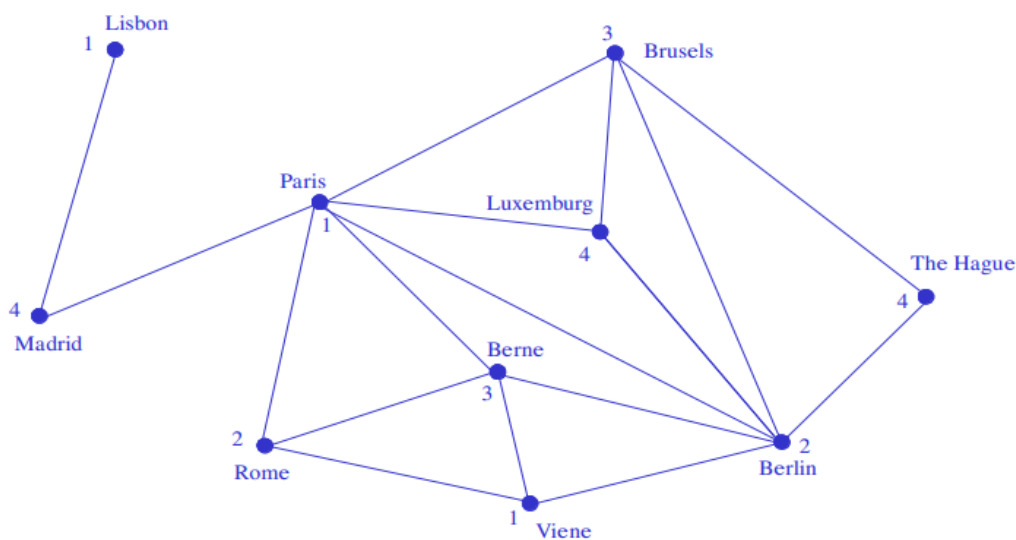 Lisbon
1
3
Brusels
Paris
1
Luxemburg
4
The Hague
4
4
Madrid
Berne
3
2
Rome
2
Berlin
1
Viene